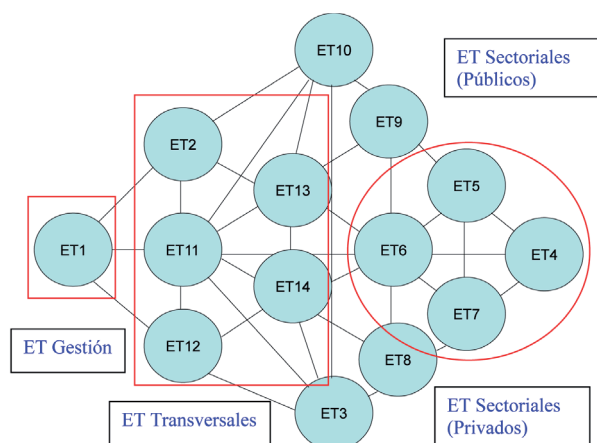 ET10
ET Sectoriales
(Públicos)
ET9
ET2
ET13
ET5
ET1
ET11
ET6
ET4
ET14
ET7
ET Gestión
ET12
ET8
ET Transversales
ET3
ET Sectoriales
(Privados)